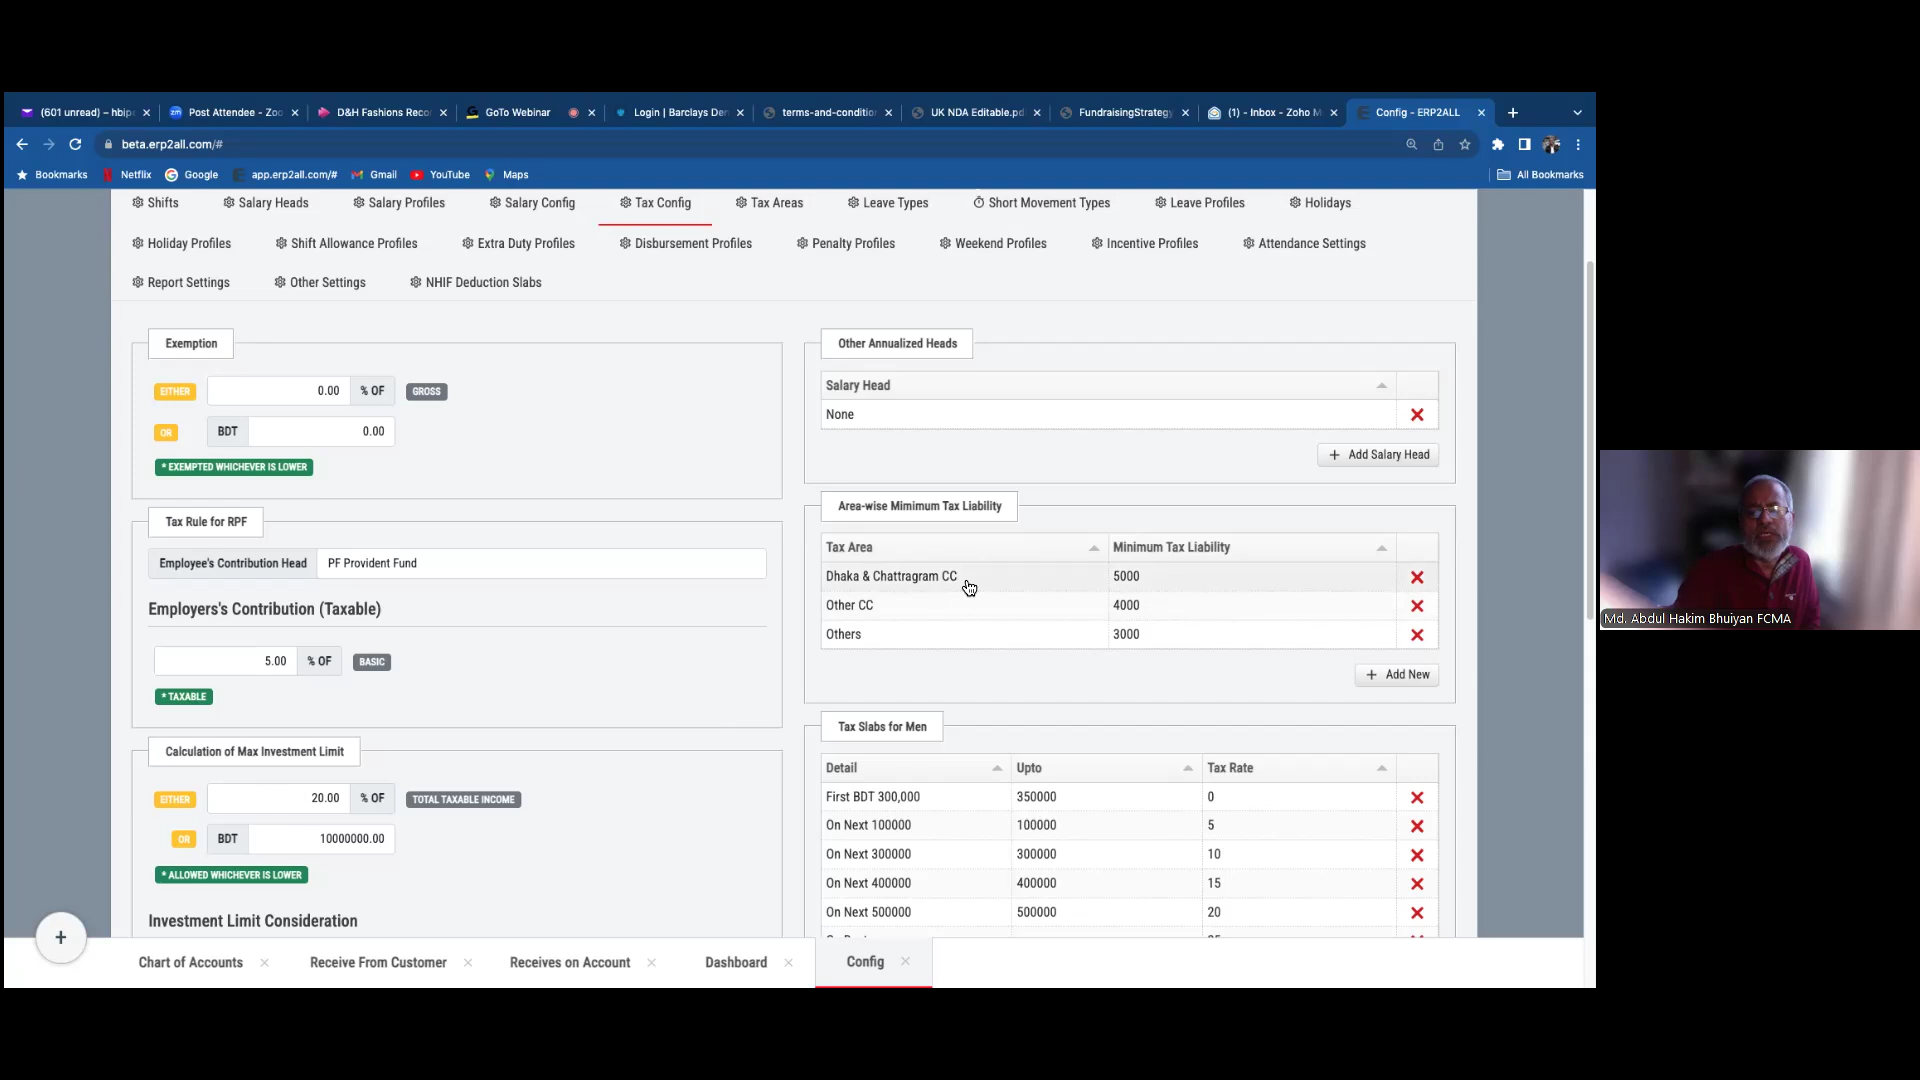 (601 unread) – hbipe
Post Attendee - Zoo
D&H Fashions Reco
GoTo Webinar
Login | Barclays Der
terms-and-conditio
UK NDA Editable.pd
FundraisingStrategy
(1) - Inbox - Zoho M
Config - ERP2ALL
beta.erp2all.com/#
Bookmarks
Netflix
Google
app.erp2all.com/#
Gmail
YouTube
Maps
All Bookmarks
Shifts
Salary Heads
Salary Profiles
Salary Config
Tax Config
Tax Areas
Leave Types
Short Movement Types
Leave Profiles
Holidays
Holiday Profiles
Shift Allowance Profiles
Extra Duty Profiles
Disbursement Profiles
Penalty Profiles
Weekend Profiles
Incentive Profiles
Attendance Settings
Report Settings
Other Settings
NHIF Deduction Slabs
Exemption
EITHER 0.00 % OF GROSS
OR BDT 0.00
* EXEMPTED WHICHEVER IS LOWER
Tax Rule for RPF
Employee's Contribution Head PF Provident Fund
Employers's Contribution (Taxable)
5.00 % OF BASIC
* TAXABLE
Calculation of Max Investment Limit
EITHER 20.00 % OF TOTAL TAXABLE INCOME
OR BDT 10000000.00
* ALLOWED WHICHEVER IS LOWER
Investment Limit Consideration
Other Annualized Heads
Salary Head
None
+ Add Salary Head
Area-wise Mimimum Tax Liability
Tax Area Minimum Tax Liability
Dhaka & Chattragram CC 5000
Other CC 4000
Others 3000
+ Add New
Tax Slabs for Men
Detail Upto Tax Rate
First BDT 300,000 350000 0
On Next 100000 100000 5
On Next 300000 300000 10
On Next 400000 400000 15
On Next 500000 500000 20
Chart of Accounts
Receive From Customer
Receives on Account
Dashboard
Config
Md. Abdul Hakim Bhuiyan FCMA